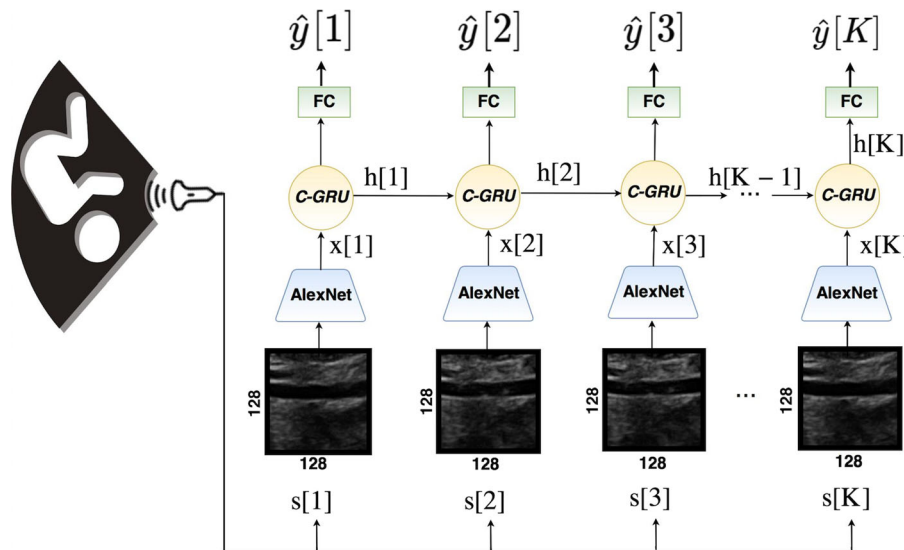 ŷ[1] ŷ[2] ŷ[3] ŷ[K]
FC FC FC FC
h[K]
h[1] h[2] h[K − 1]
C-GRU C-GRU C-GRU ... C-GRU
x[1] x[2] x[3] x[K]
AlexNet AlexNet AlexNet AlexNet
128 128 128 ... 128
128 128 128 128
s[1] s[2] s[3] s[K]